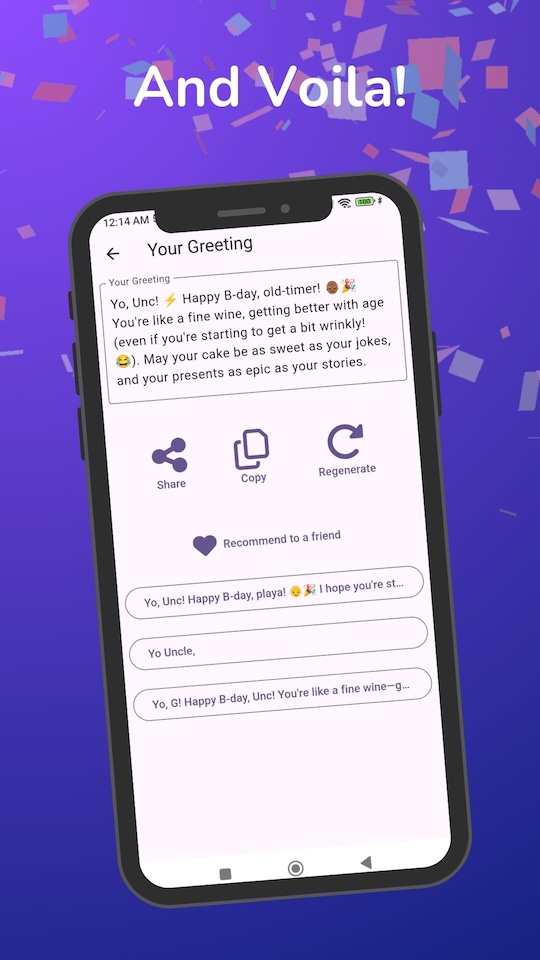 And Voila!
12:14 AM
100
Your Greeting
Your Greeting
Yo, Unc! ⚡ Happy B-day, old-timer! 👴🏾🎉
You're like a fine wine, getting better with age
(even if you're starting to get a bit wrinkly!
😂). May your cake be as sweet as your jokes,
and your presents as epic as your stories.
Share
Copy
Regenerate
Recommend to a friend
Yo, Unc! Happy B-day, playa! 👴🎉 I hope you're st...
Yo Uncle,
Yo, G! Happy B-day, Unc! You're like a fine wine—g...